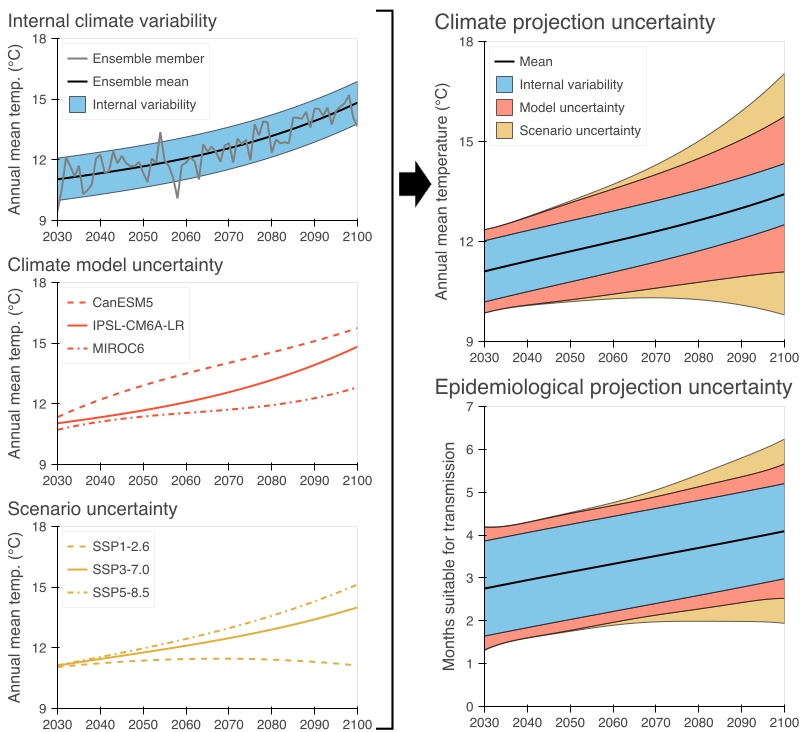 Internal climate variability
Annual mean temp. (°C)
18
15
12
9
Ensemble member
Ensemble mean
Internal variability
2030 2040 2050 2060 2070 2080 2090 2100
Climate model uncertainty
Annual mean temp. (°C)
18
15
12
9
CanESM5
IPSL-CM6A-LR
MIROC6
2030 2040 2050 2060 2070 2080 2090 2100
Scenario uncertainty
Annual mean temp. (°C)
18
15
12
9
SSP1-2.6
SSP3-7.0
SSP5-8.5
2030 2040 2050 2060 2070 2080 2090 2100
Climate projection uncertainty
Annual mean temperature (°C)
18
15
12
9
Mean
Internal variability
Model uncertainty
Scenario uncertainty
2030 2040 2050 2060 2070 2080 2090 2100
Epidemiological projection uncertainty
Months suitable for transmission
7
6
5
4
3
2
1
0
2030 2040 2050 2060 2070 2080 2090 2100